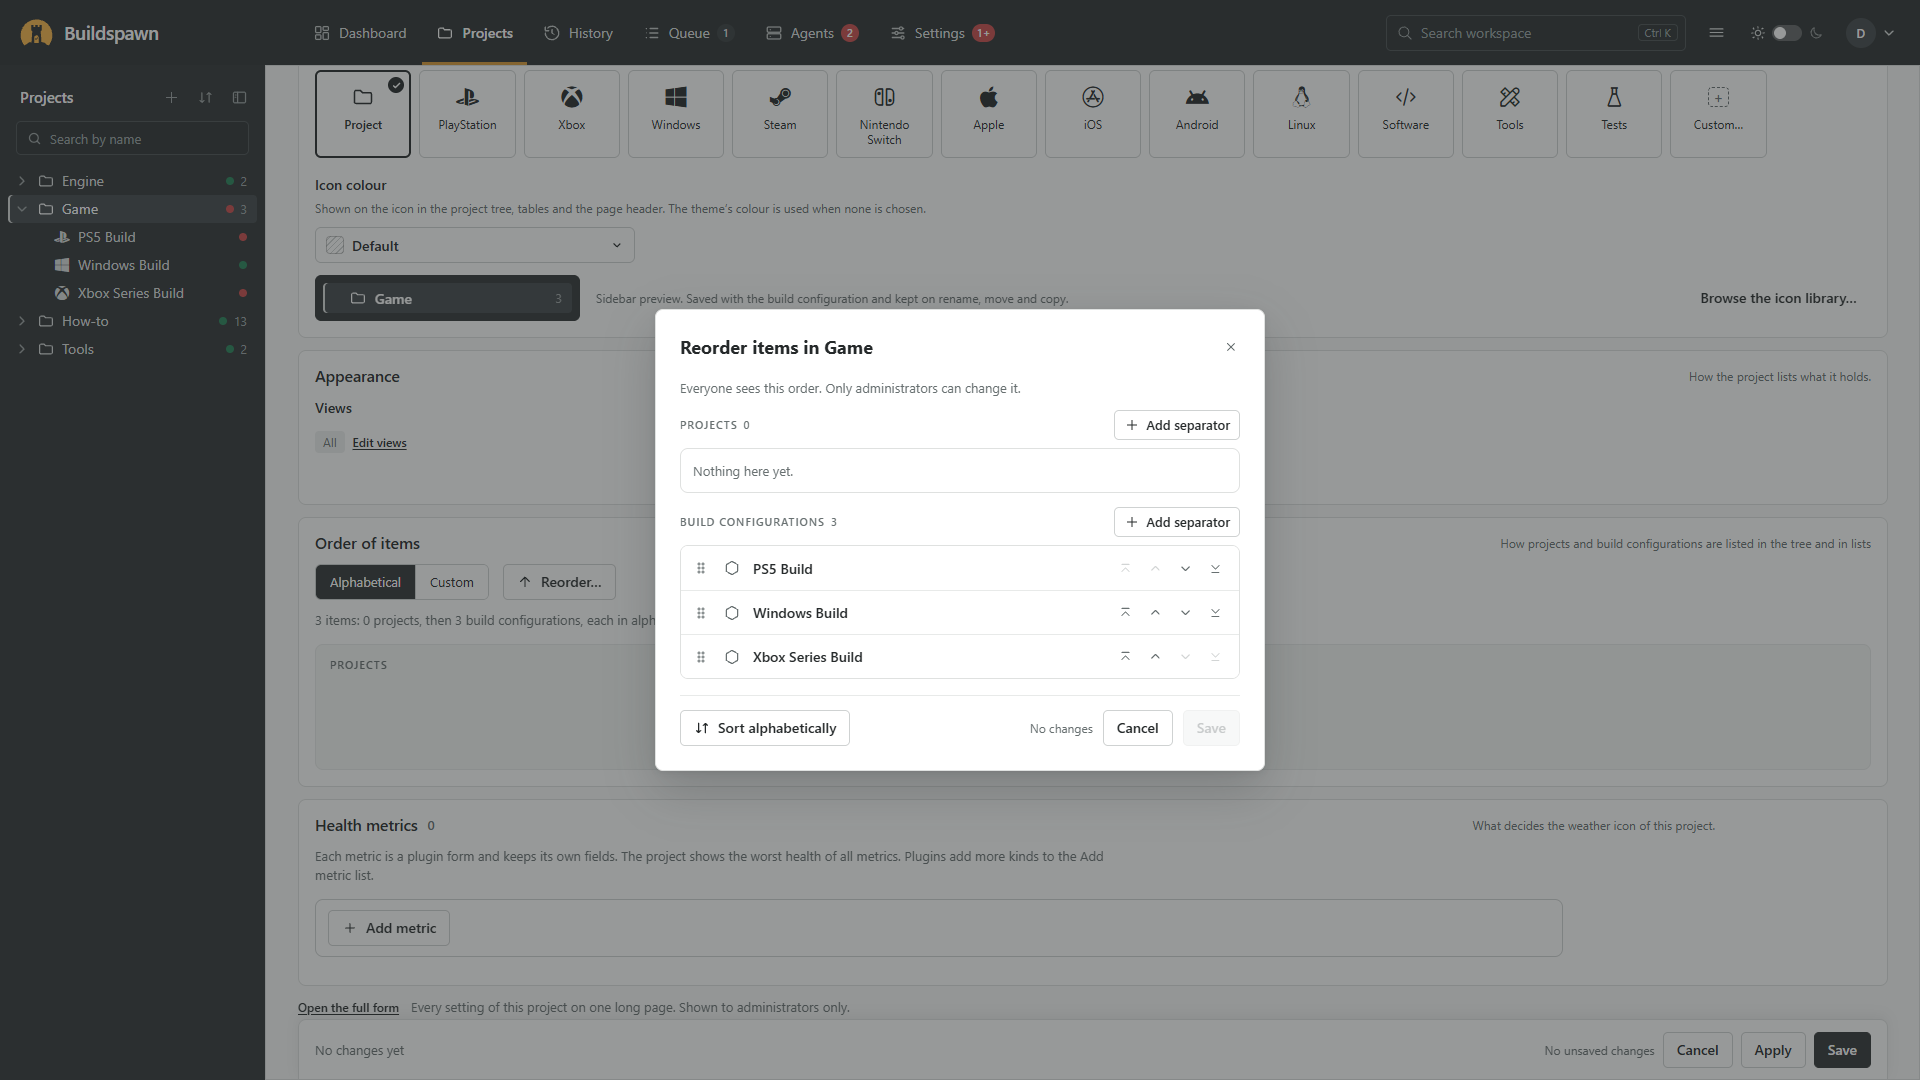 Buildspawn
Dashboard
Projects
History
Queue 1
Agents 2
Settings 1+
Search workspace Ctrl K
D
Projects
Search by name
Engine 2
Game 3
PS5 Build
Windows Build
Xbox Series Build
How-to 13
Tools 2
Project
PlayStation
Xbox
Windows
Steam
Nintendo
Switch
Apple
iOS
Android
Linux
Software
Tools
Tests
Custom...
Icon colour
Shown on the icon in the project tree, tables and the page header. The theme's colour is used when none is chosen.
Default
Game 3
Sidebar preview. Saved with the build configuration and kept on rename, move and copy.
Browse the icon library...
Appearance
How the project lists what it holds.
Views
All Edit views
Order of items
How projects and build configurations are listed in the tree and in lists
Alphabetical Custom Reorder...
3 items: 0 projects, then 3 build configurations, each in alph
PROJECTS
Reorder items in Game
Everyone sees this order. Only administrators can change it.
PROJECTS 0
Add separator
Nothing here yet.
BUILD CONFIGURATIONS 3
Add separator
PS5 Build
Windows Build
Xbox Series Build
Sort alphabetically
No changes
Cancel
Save
Health metrics 0
What decides the weather icon of this project.
Each metric is a plugin form and keeps its own fields. The project shows the worst health of all metrics. Plugins add more kinds to the Add
metric list.
Add metric
Open the full form Every setting of this project on one long page. Shown to administrators only.
No changes yet
No unsaved changes
Cancel
Apply
Save